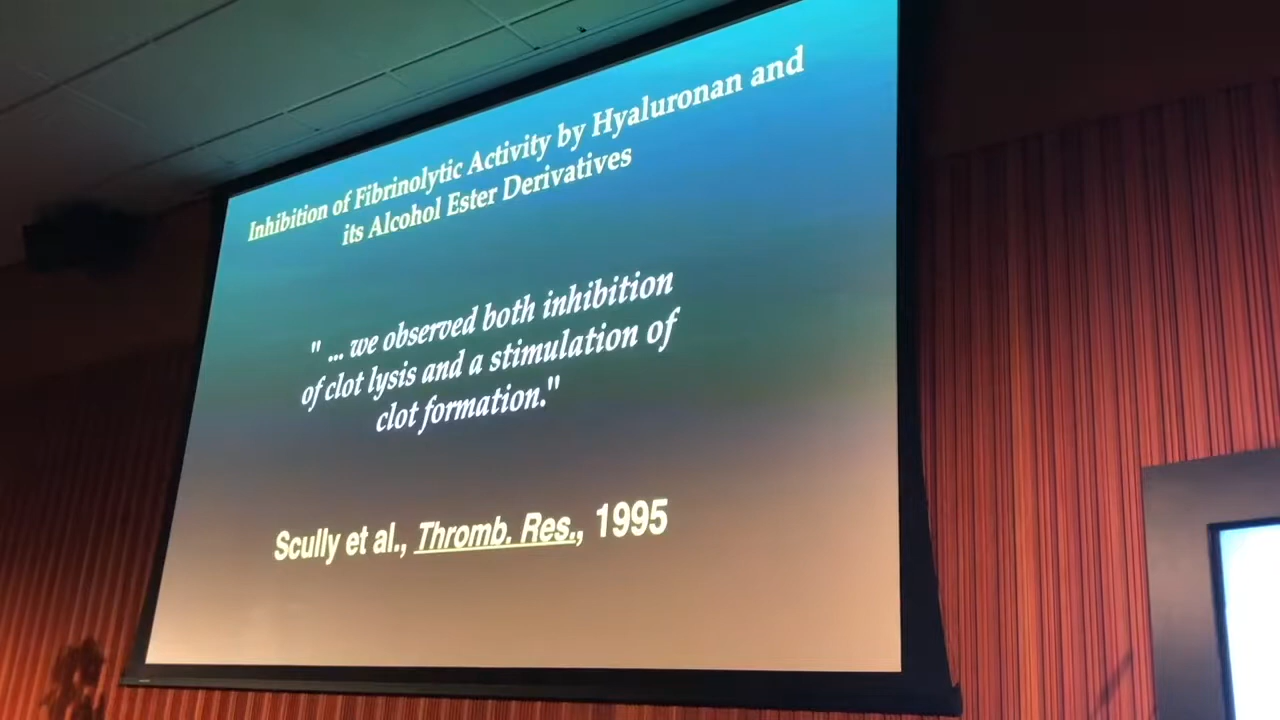 Inhibition of Fibrinolytic Activity by Hyaluronan and
its Alcohol Ester Derivatives
" ... we observed both inhibition
of clot lysis and a stimulation of
clot formation."
Scully et al., Thromb. Res., 1995